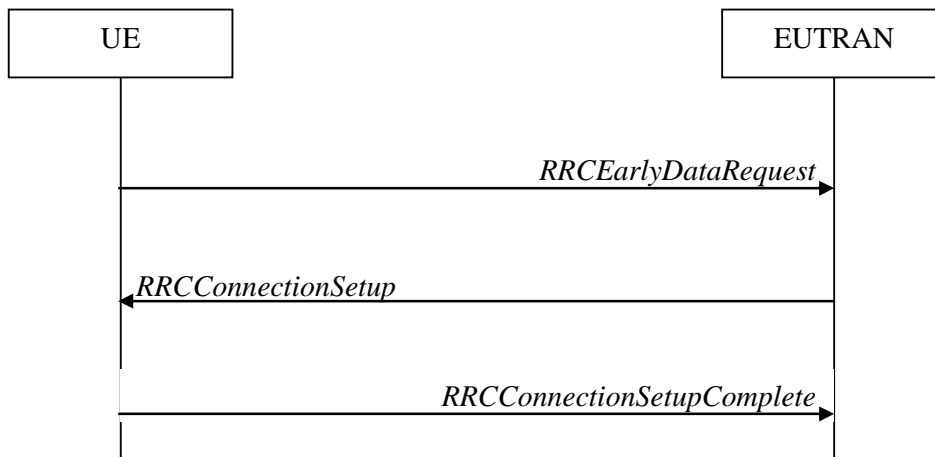 UE
EUTRAN
RRCEarlyDataRequest
RRCConnectionSetup
RRCConnectionSetupComplete